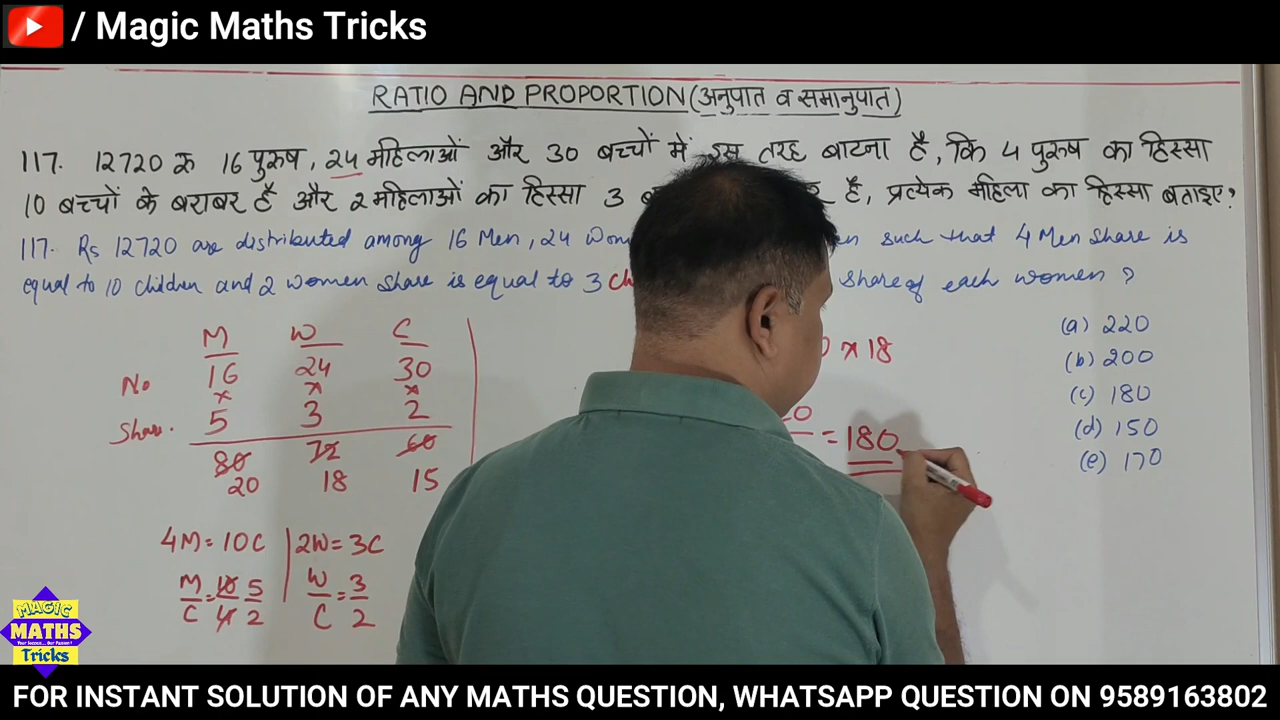 / Magic Maths Tricks
RATIO AND PROPORTION (अनुपात व समानुपात)
117. 12720 रु 16 पुरुष, 24 महिलाओं और 30 बच्चों में इस तरह बाटना है, कि 4 पुरुष का हिस्सा
10 बच्चों के बराबर है और 2 महिलाओं का हिस्सा 3 है, प्रत्येक महिला का हिस्सा बताइए?
117. Rs 12720 are distributed among 16 Men, 24 such that 4 Men share is
equal to 10 children and 2 women share is equal to 3 share of each women ?
M W C
No 16 24 30
x x x
Share. 5 3 2
80 72 60
20 18 15
4M = 10C 2W = 3C
M/C = 10/4 5/2 W/C = 3/2
x 18
= 180
(a) 220
(b) 200
(c) 180
(d) 150
(e) 170
MAGIC
MATHS
Tricks
FOR INSTANT SOLUTION OF ANY MATHS QUESTION, WHATSAPP QUESTION ON 9589163802